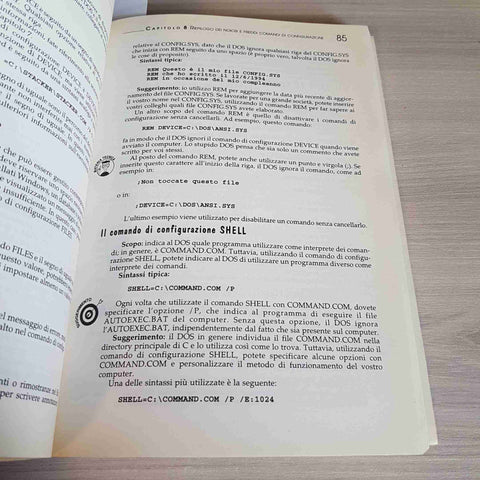 CAPITOLO 8 RIEPILOGO DEI NOIOSI E FREDDI COMANDI DI CONFIGURAZIONE 85
relative al CONFIG.SYS, dato che il DOS ignora qualsiasi riga del CONFIG.SYS
che inizia con REM seguito da uno spazio (è proprio vero, talvolta il DOS ignora
le cose di proposito).
Sintassi tipica:
REM Questo è il mio file CONFIG.SYS
REM che ho scritto il 12/6/1994
REM in occasione del mio compleanno
Suggerimento: io utilizzo REM per aggiungere la data più recente di aggior-
namento del file CONFIG.SYS. Se lavorate per una grande società, potete inserire
il vostro nome nel CONFIG.SYS, utilizzando il comando REM per far sapere ai
vostri colleghi quale file CONFIG.SYS avete elaborato.
Un altro uso del comando REM è quello di disattivare i comandi di
configurazione senza cancellarli. Ad esempio, questo comando:
REM DEVICE=C:\DOS\ANSI.SYS
fa in modo che il DOS ignori il comando di configurazione DEVICE quando viene
avviato il computer. Lo stupido DOS pensa che sia solo un commento che avete
scritto per voi stessi.
Al posto del comando REM, potete anche utilizzare un punto e virgola (;). Se
inserite questo carattere all'inizio della riga, il DOS ignora il comando, come ad
esempio in:
;Non toccate questo file
o in:
;DEVICE=C:\DOS\ANSI.SYS
L'ultimo esempio viene utilizzato per disabilitare un comando senza cancellarlo.
Il comando di configurazione SHELL
Scopo: indica al DOS quale programma utilizzare come interprete dei coman-
di; in genere, è COMMAND.COM. Tuttavia, utilizzando il comando di configu-
razione SHELL, potete indicare al DOS di utilizzare un programma diverso come
interprete dei comandi.
Sintassi tipica:
SHELL=C:\COMMAND.COM /P
Ogni volta che utilizzate il comando SHELL con COMMAND.COM, dovete
specificare l'opzione /P, che indica al programma di eseguire il file
AUTOEXEC.BAT del computer. Senza questa opzione, il DOS ignora
l'AUTOEXEC.BAT, indipendentemente dal fatto che sia presente sul computer.
Suggerimento: il DOS in genere individua il file COMMAND.COM nella
directory principale di C e lo utilizza così come lo trova. Tuttavia, utilizzando il
comando di configurazione SHELL, potete specificare alcune opzioni con
COMMAND.COM e personalizzare il metodo di funzionamento del vostro
computer.
Una delle sintassi più utilizzate è la seguente:
SHELL=C:\COMMAND.COM /P /E:1024